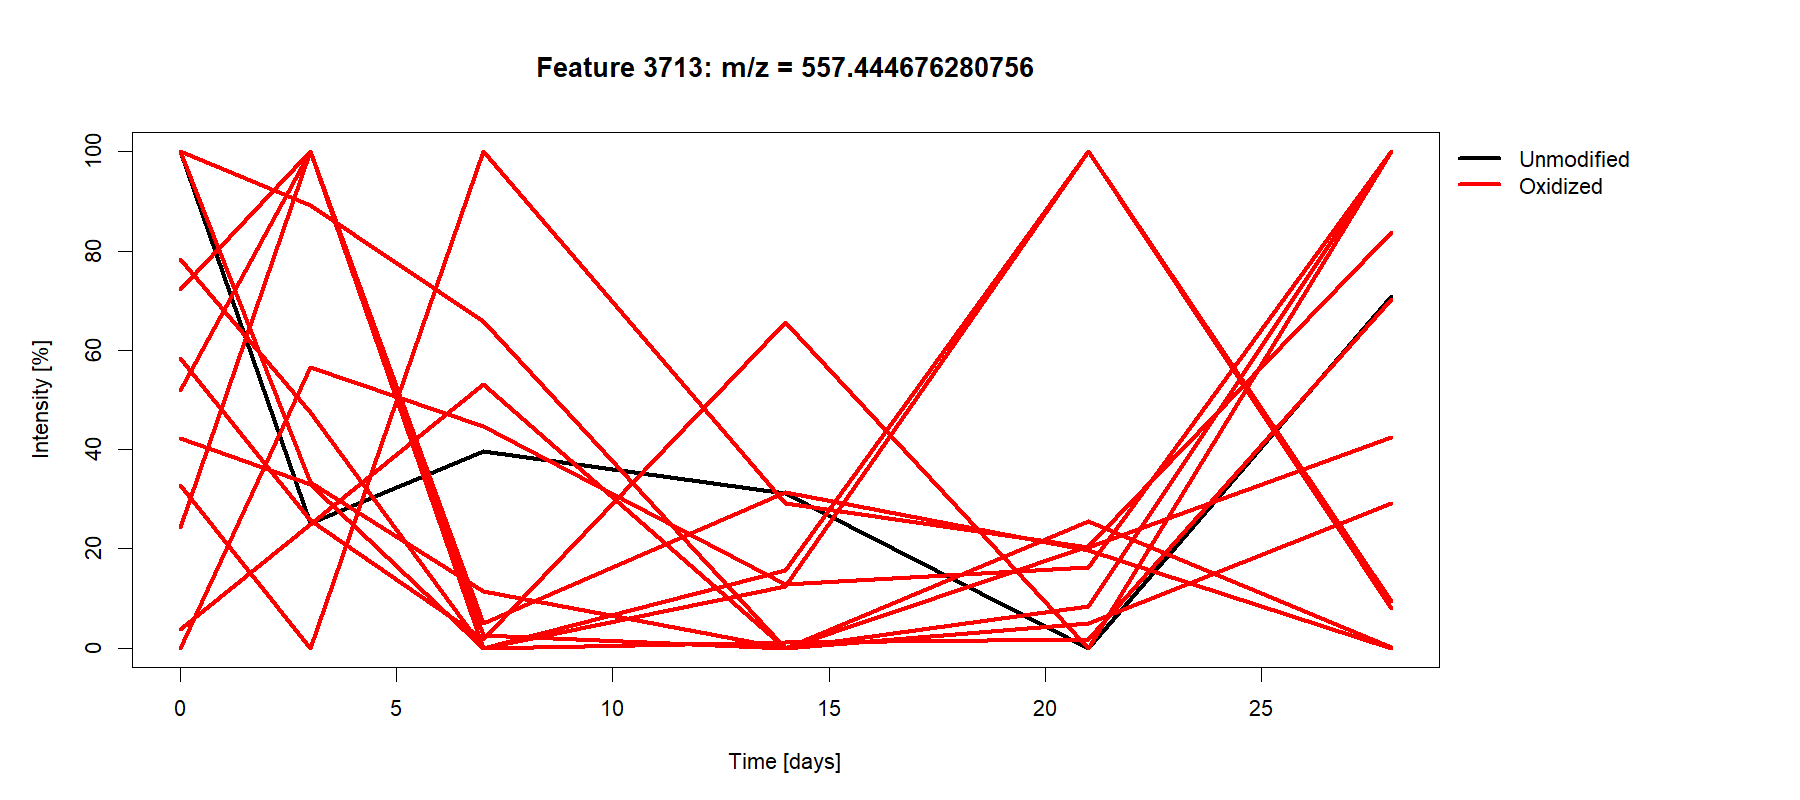 Feature 3713: m/z = 557.444676280756
Unmodified
Oxidized
Intensity [%]
100
80
60
40
20
0
0 5 10 15 20 25
Time [days]